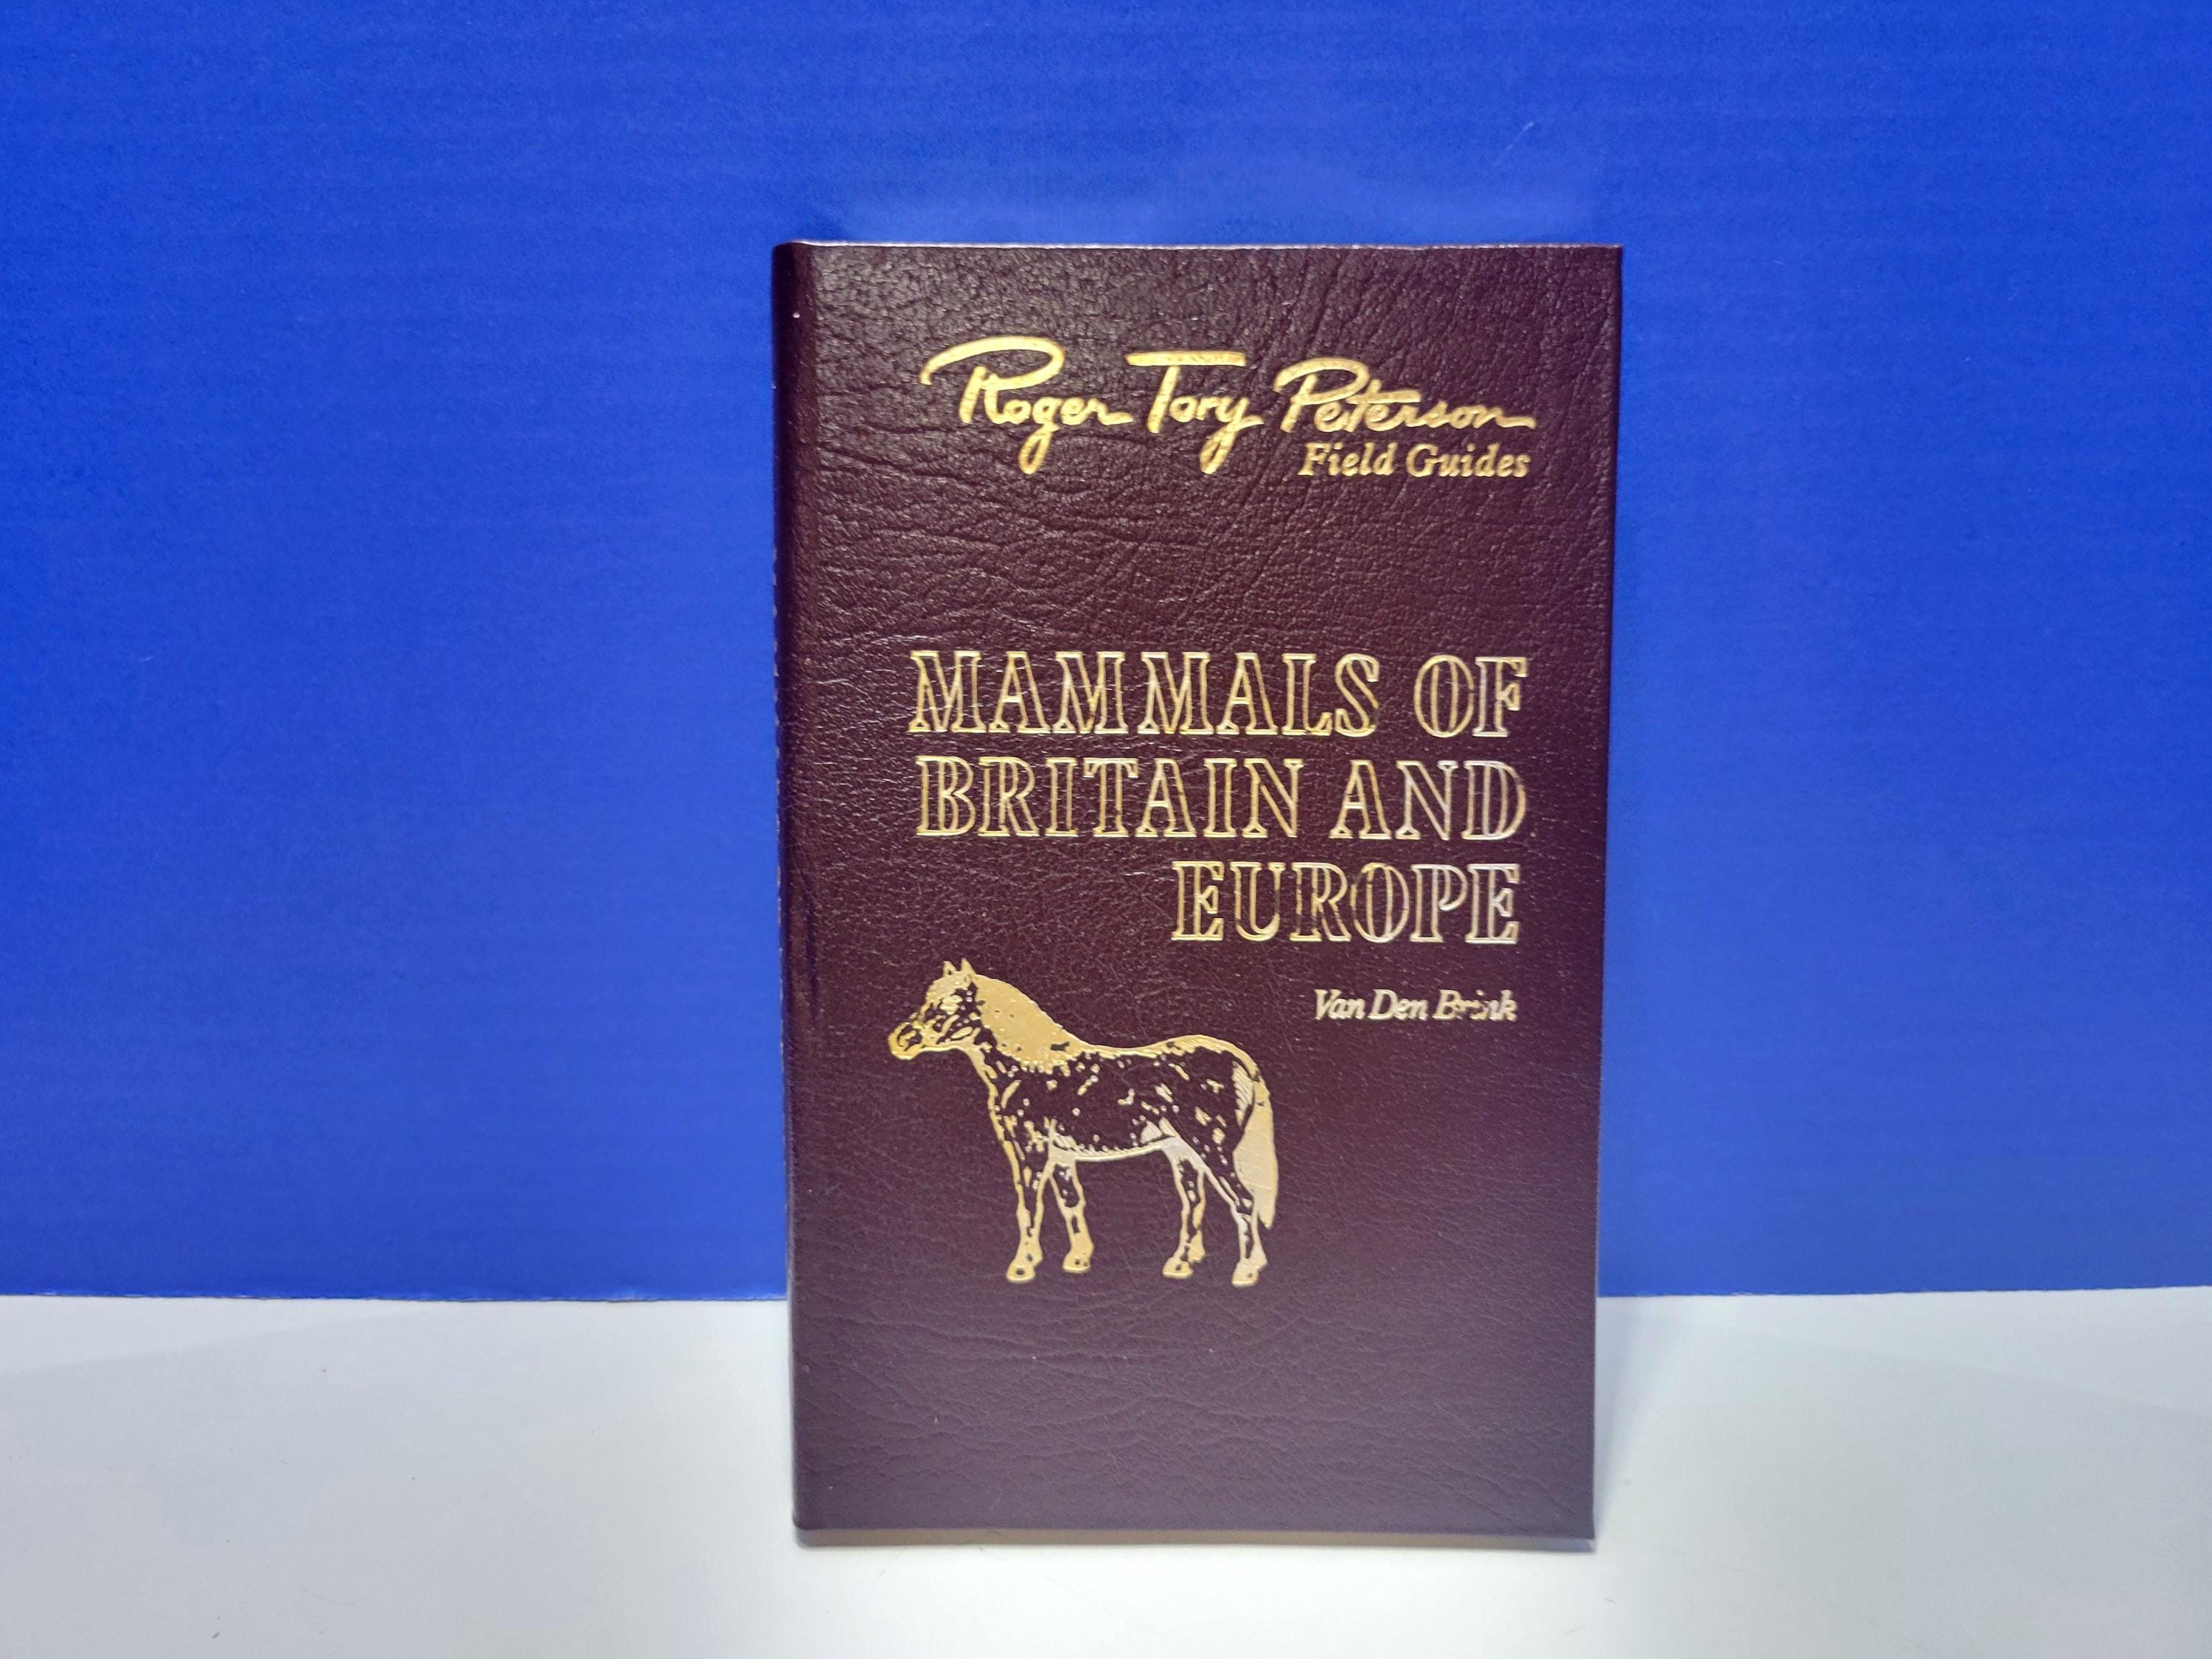 Roger Tory Peterson
Field Guides
MAMMALS OF
BRITAIN AND
EUROPE
Van Den Brink